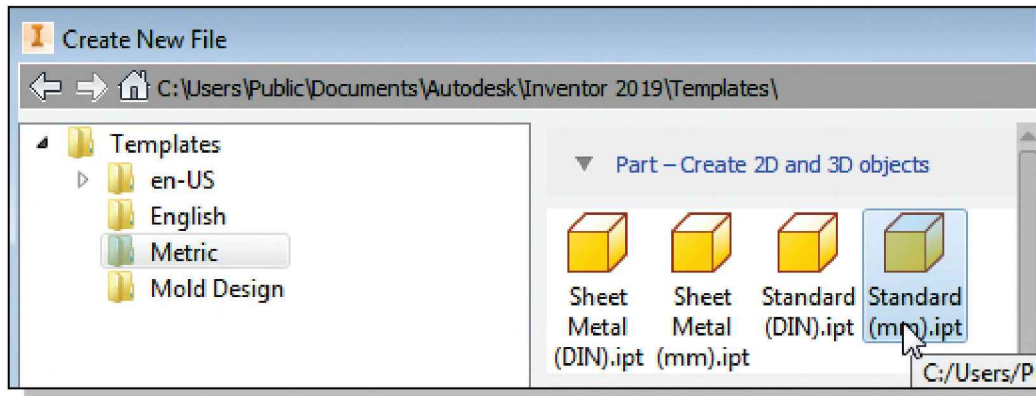 Create New File
C:\Users\Public\Documents\Autodesk\Inventor 2019\Templates\
Templates
en-US
English
Metric
Mold Design
Part – Create 2D and 3D objects
Sheet Metal (DIN).ipt
Sheet Metal (mm).ipt
Standard (DIN).ipt
Standard (mm).ipt
C:/Users/P